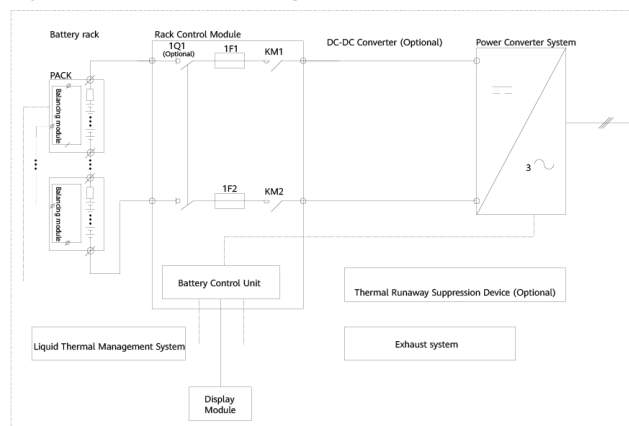 Battery rack
Rack Control Module
1Q1
(Optional)
1F1
KM1
DC-DC Converter (Optional)
Power Converter System
PACK
Balancing module
Balancing module
1F2
KM2
3
Battery Control Unit
Thermal Runaway Suppression Device (Optional)
Liquid Thermal Management System
Exhaust system
Display
Module